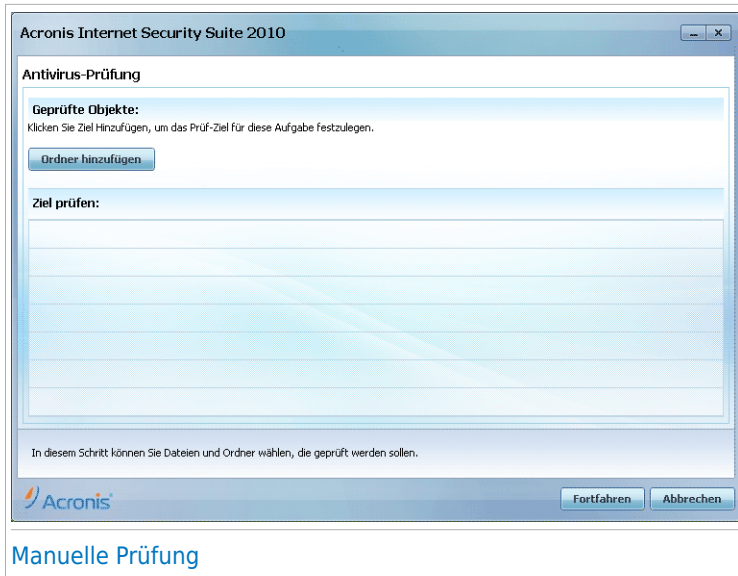 Acronis Internet Security Suite 2010
Antivirus-Prüfung
Geprüfte Objekte:
Klicken Sie Ziel Hinzufügen, um das Prüf-Ziel für diese Aufgabe festzulegen.
Ordner hinzufügen
Ziel prüfen:
In diesem Schritt können Sie Dateien und Ordner wählen, die geprüft werden sollen.
Acronis
Fortfahren Abbrechen
Manuelle Prüfung